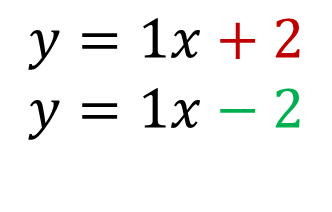 y = 1x + 2
y = 1x − 2